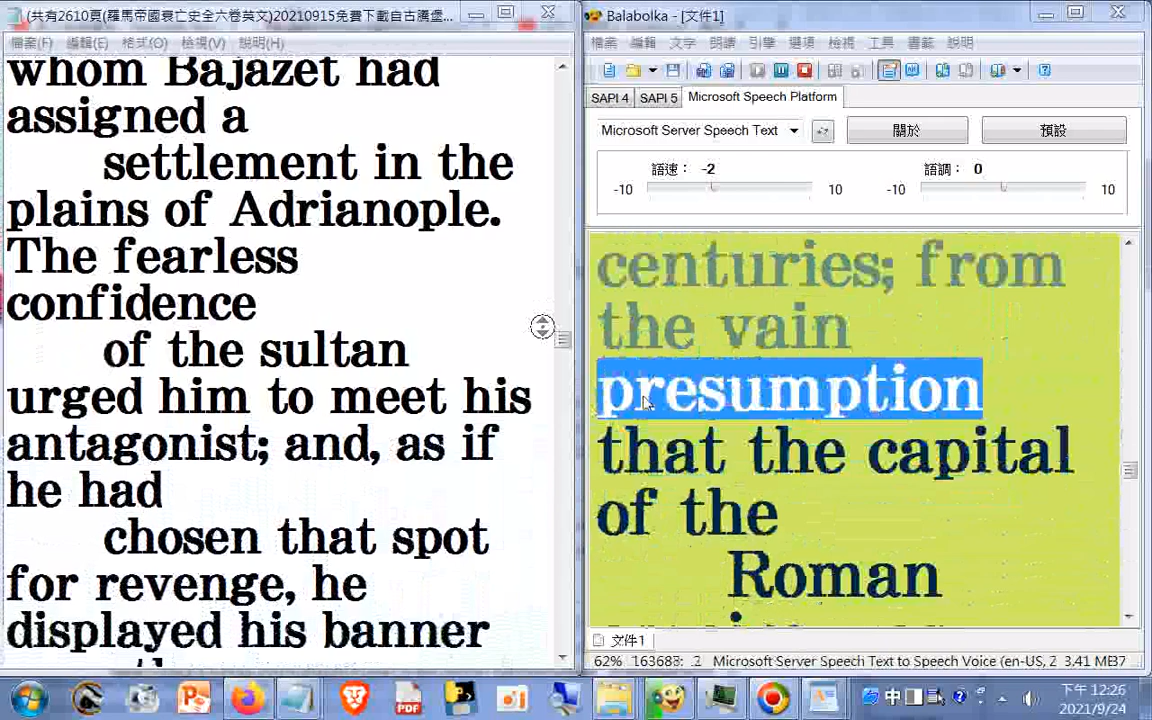 (共有2610頁(羅馬帝國衰亡史全六卷英文)20210915免費下載自古騰堡...
檔案(F) 編輯(E) 格式(O) 檢視(V) 說明(H)
whom Bajazet had
assigned a
settlement in the
plains of Adrianople.
The fearless
confidence
of the sultan
urged him to meet his
antagonist; and, as if
he had
chosen that spot
for revenge, he
displayed his banner
Balabolka - [文件1]
檔案 編輯 文字 朗讀 引擎 選項 檢視 工具 書籤 說明
SAPI 4 SAPI 5 Microsoft Speech Platform
Microsoft Server Speech Text 關於 預設
語速： -2 語調： 0
-10 10 -10 10
centuries; from
the vain
presumption
that the capital
of the
Roman
文件1
62% Microsoft Server Speech Text to Speech Voice (en-US, Z 3.41 MB
PDF 中 下午 12:26
2021/9/24